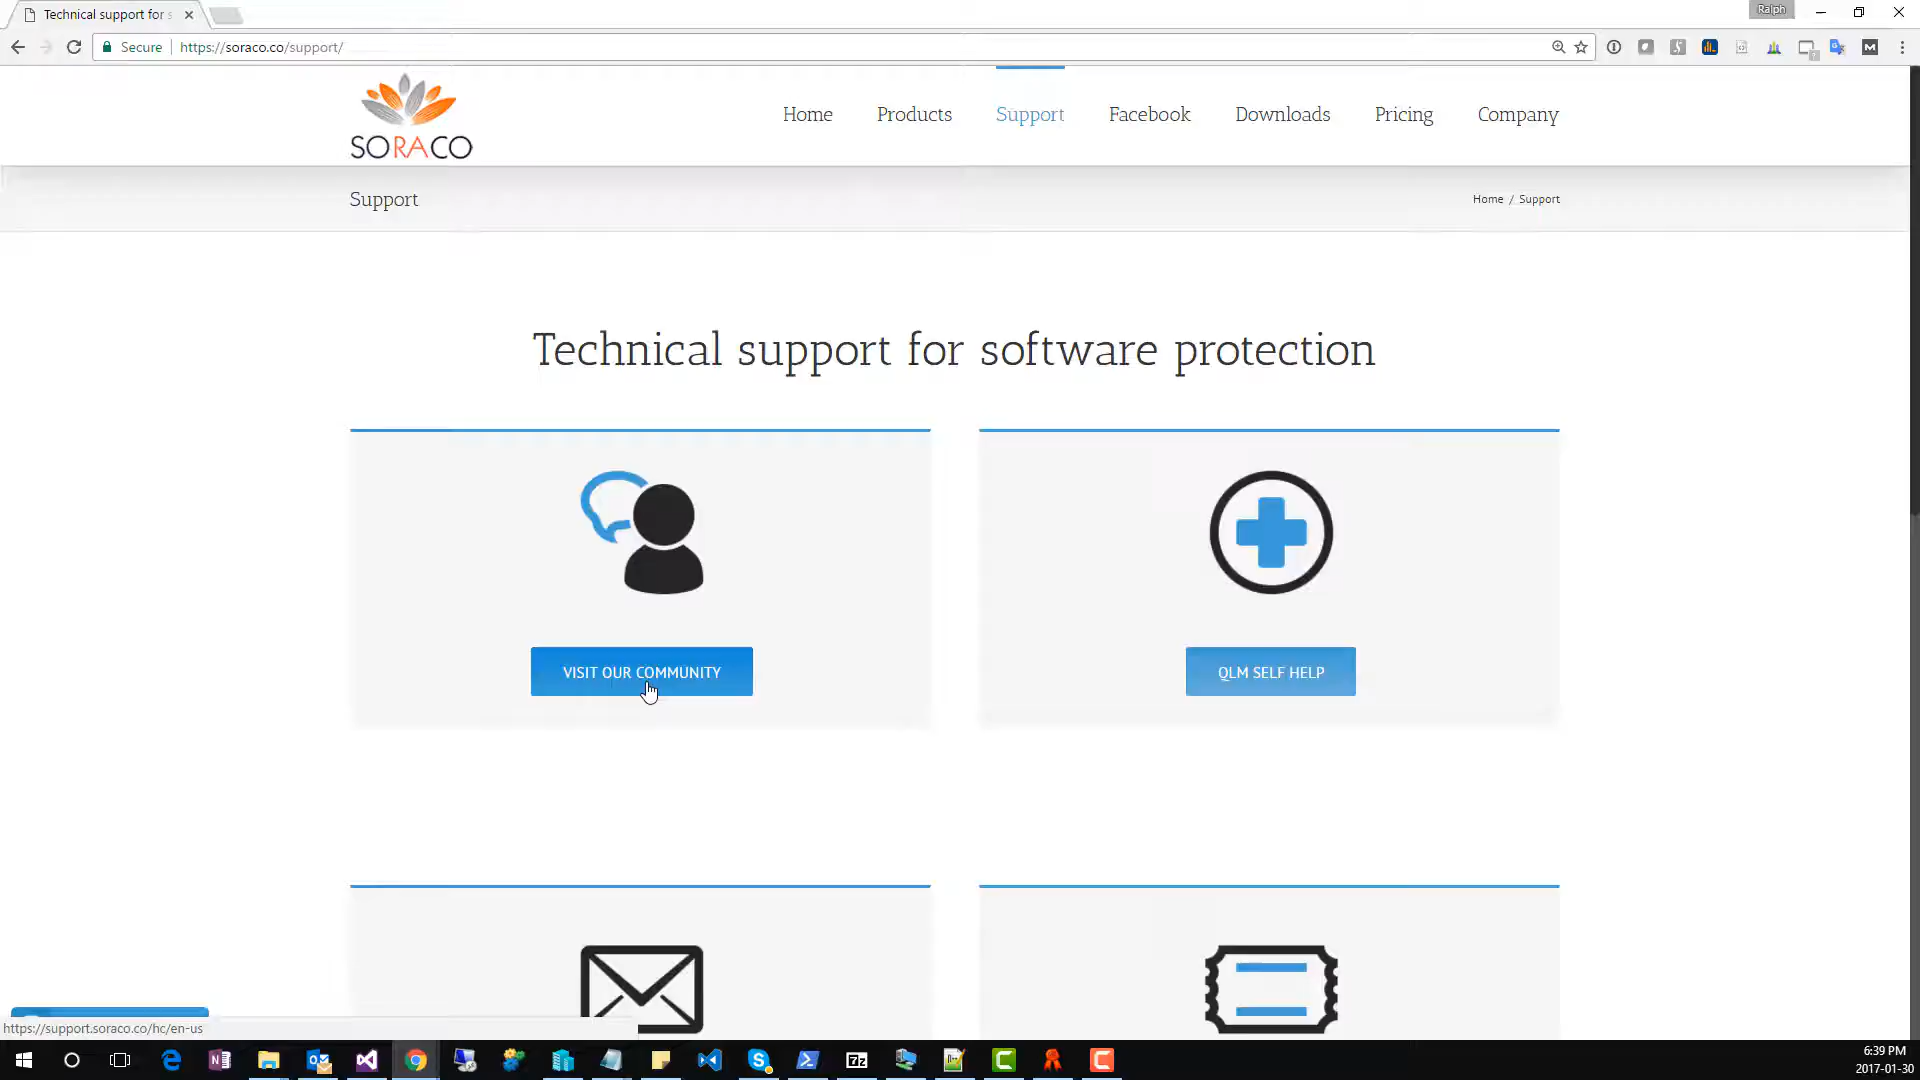 Technical support for s
Ralph
Secure
https://soraco.co/support/
SORACO
Home
Products
Support
Facebook
Downloads
Pricing
Company
Support
Home / Support
Technical support for software protection
VISIT OUR COMMUNITY
QLM SELF HELP
https://support.soraco.co/hc/en-us
6:39 PM
2017-01-30